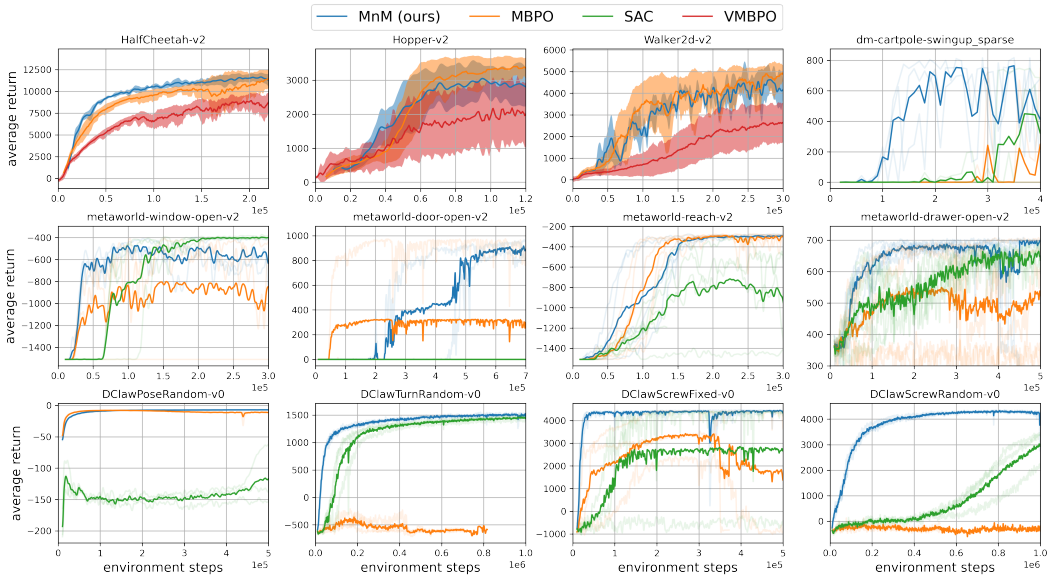 MnM (ours) MBPO SAC VMBPO
HalfCheetah-v2 Hopper-v2 Walker2d-v2 dm-cartpole-swingup_sparse
average return
12500
10000
7500
5000
2500
0
0.0 0.5 1.0 1.5 2.0
1e5
3000
2000
1000
0
0.0 0.2 0.4 0.6 0.8 1.0 1.2
1e5
6000
5000
4000
3000
2000
1000
0
0.0 0.5 1.0 1.5 2.0 2.5 3.0
1e5
800
600
400
200
0
0 1 2 3 4
1e5
metaworld-window-open-v2 metaworld-door-open-v2 metaworld-reach-v2 metaworld-drawer-open-v2
average return
−400
−600
−800
−1000
−1200
−1400
0.0 0.5 1.0 1.5 2.0 2.5 3.0
1e5
1000
800
600
400
200
0
0 1 2 3 4 5 6 7
1e5
−200
−400
−600
−800
−1000
−1200
−1400
0.0 0.5 1.0 1.5 2.0 2.5 3.0
1e5
700
600
500
400
300
0 1 2 3 4 5
1e5
DClawPoseRandom-v0 DClawTurnRandom-v0 DClawScrewFixed-v0 DClawScrewRandom-v0
average return
0
−50
−100
−150
−200
0 1 2 3 4 5
1e5
environment steps
1500
1000
500
0
−500
0.0 0.2 0.4 0.6 0.8 1.0
1e6
environment steps
4000
3000
2000
1000
0
−1000
0 1 2 3 4 5
1e5
environment steps
4000
3000
2000
1000
0
0.0 0.2 0.4 0.6 0.8 1.0
1e6
environment steps